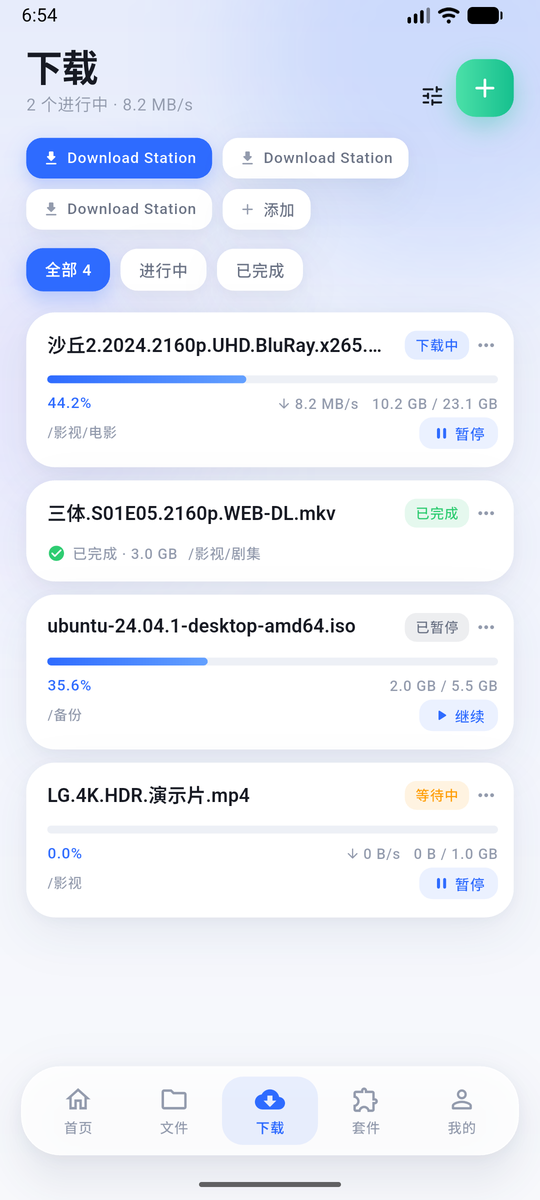 6:54
下载
2 个进行中 · 8.2 MB/s
Download Station
Download Station
Download Station
添加
全部 4
进行中
已完成
沙丘2.2024.2160p.UHD.BluRay.x265.…
下载中
44.2%
↓ 8.2 MB/s 10.2 GB / 23.1 GB
/影视/电影
暂停
三体.S01E05.2160p.WEB-DL.mkv
已完成
已完成 · 3.0 GB /影视/剧集
ubuntu-24.04.1-desktop-amd64.iso
已暂停
35.6%
2.0 GB / 5.5 GB
/备份
继续
LG.4K.HDR.演示片.mp4
等待中
0.0%
↓ 0 B/s 0 B / 1.0 GB
/影视
暂停
首页
文件
下载
套件
我的